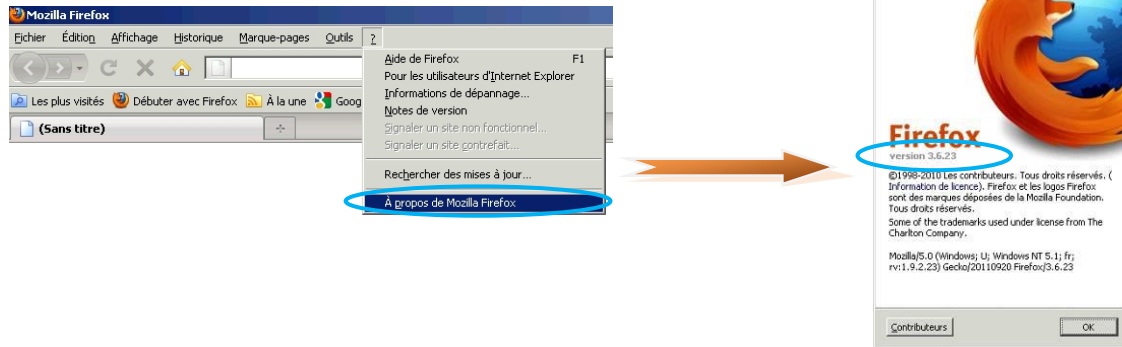 Mozilla Firefox
Fichier Édition Affichage Historique Marque-pages Outils ?
Les plus visités Débuter avec Firefox À la une Goog
(Sans titre)
Aide de Firefox F1
Pour les utilisateurs d'Internet Explorer
Informations de dépannage...
Notes de version
Signaler un site non fonctionnel...
Signaler un site contrefait...
Rechercher des mises à jour...
À propos de Mozilla Firefox
Firefox
version 3.6.23
©1998-2010 Les contributeurs. Tous droits réservés. (
Information de licence). Firefox et les logos Firefox
sont des marques déposées de la Mozilla Foundation.
Tous droits réservés.
Some of the trademarks used under license from The
Charlton Company.
Mozilla/5.0 (Windows; U; Windows NT 5.1; fr;
rv:1.9.2.23) Gecko/20110920 Firefox/3.6.23
Contributeurs OK